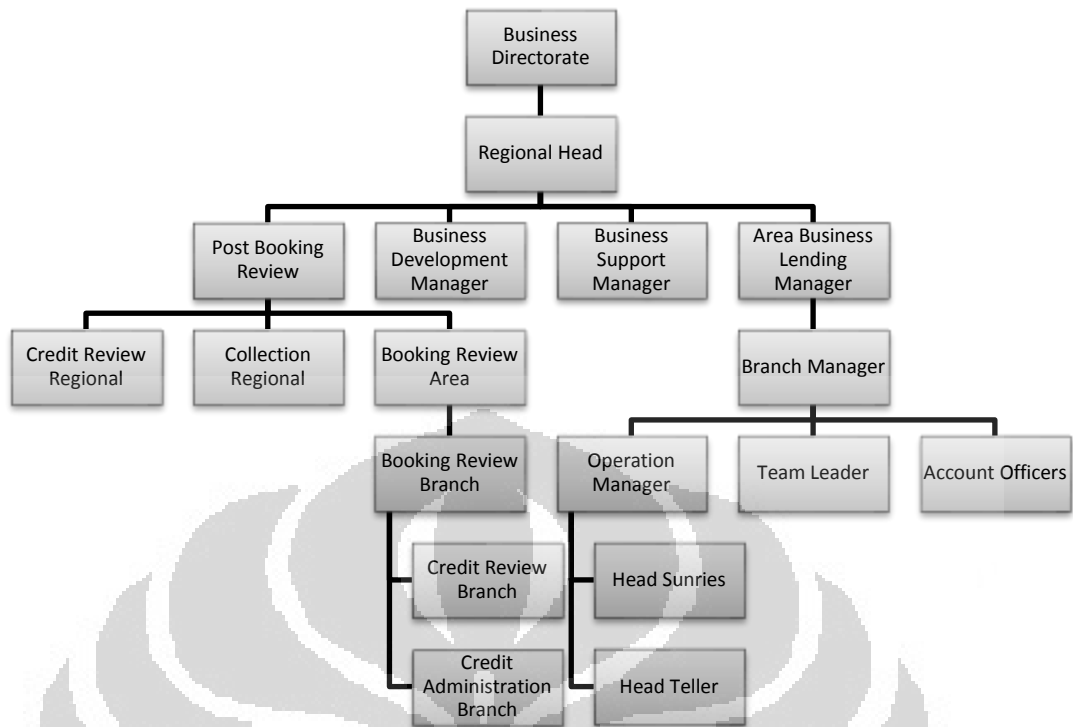 Business
Directorate
Regional Head
Post Booking
Review
Business
Development
Manager
Business
Support
Manager
Area Business
Lending
Manager
Credit Review
Regional
Collection
Regional
Booking Review
Area
Branch Manager
Booking Review
Branch
Operation
Manager
Team Leader
Account Officers
Credit Review
Branch
Head Sunries
Credit
Administration
Branch
Head Teller